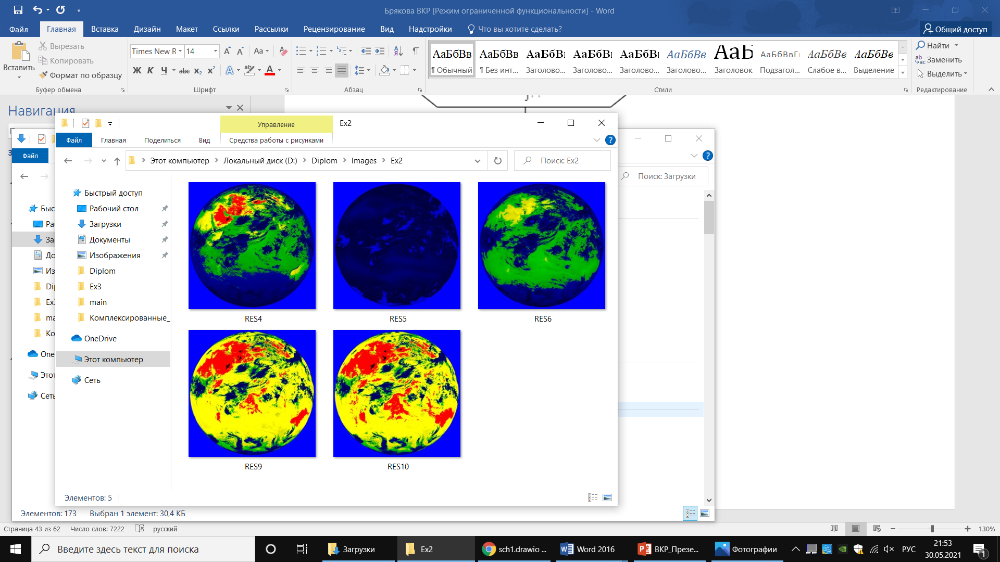 Брякова ВКР [Режим ограниченной функциональности] - Word
Файл Главная Вставка Дизайн Макет Ссылки Рассылки Рецензирование Вид Надстройки Что вы хотите сделать? Общий доступ
Вставить
Вырезать
Копировать
Формат по образцу
Буфер обмена
Times New R 14
Ж К Ч abc x₂ x²
Шрифт
Абзац
АаБбВв АаБбВв АаБбВ АаБбВ АаБбВ АаБбВв АаБ АаБбВвГ АаБбВв АаБбВв
¶ Обычный ¶ Без инт... Заголово... Заголово... Заголово... Заголово... Заголовок Подзагол... Слабое в... Выделение
Стили
Найти
Заменить
Выделить
Редактирование
Навигация
Управление Ex2
Файл Главная Поделиться Вид Средства работы с рисунками
Этот компьютер Локальный диск (D:) Diplom Images Ex2
Поиск: Ex2
Быстрый доступ
Рабочий стол
Загрузки
Документы
Изображения
Diplom
Ex3
main
Комплексированные_
OneDrive
Этот компьютер
Сеть
RES4 RES5 RES6
RES9 RES10
Элементов: 5
Файл
Поиск: Загрузки
Быс
Ра
За
До
Из
Dip
Ex3
ma
Ко
One
Этот
Сеть
Элементов: 173 Выбран 1 элемент: 30,4 КБ
Страница 43 из 62 Число слов: 7222 русский 130%
Введите здесь текст для поиска
Загрузки
Ex2
sch1.drawio ...
Word 2016
ВКР_Презе...
Фотографии
РУС
21:53
30.05.2021
1